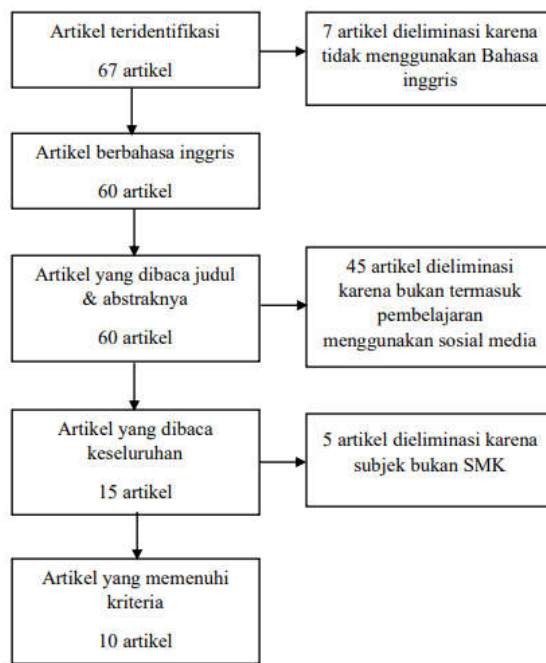 Artikel teridentifikasi
67 artikel
7 artikel dieliminasi karena
tidak menggunakan Bahasa
inggris
Artikel berbahasa inggris
60 artikel
Artikel yang dibaca judul
& abstraknya
60 artikel
45 artikel dieliminasi
karena bukan termasuk
pembelajaran
menggunakan sosial media
Artikel yang dibaca
keseluruhan
15 artikel
5 artikel dieliminasi karena
subjek bukan SMK
Artikel yang memenuhi
kriteria
10 artikel